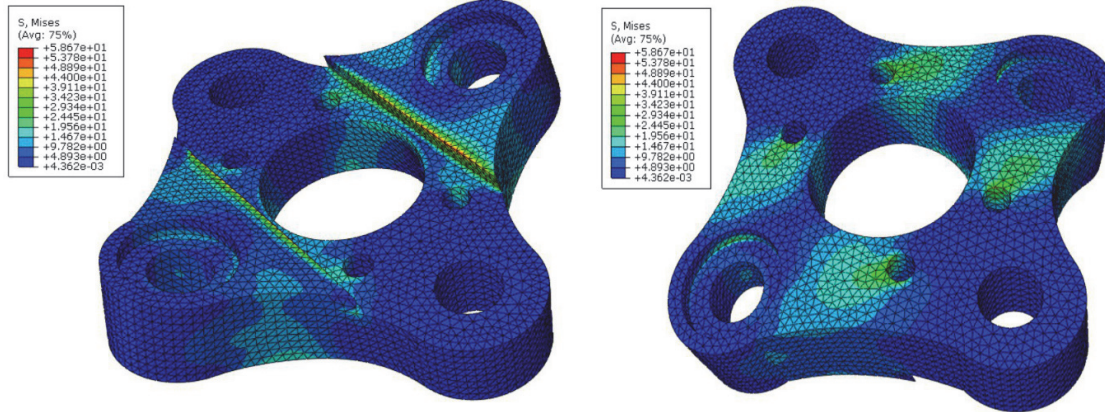 S, Mises
(Avg: 75%)
+5.867e+01
+5.378e+01
+4.889e+01
+4.400e+01
+3.911e+01
+3.423e+01
+2.934e+01
+2.445e+01
+1.956e+01
+1.467e+01
+9.782e+00
+4.893e+00
+4.362e-03
S, Mises
(Avg: 75%)
+5.867e+01
+5.378e+01
+4.889e+01
+4.400e+01
+3.911e+01
+3.423e+01
+2.934e+01
+2.445e+01
+1.956e+01
+1.467e+01
+9.782e+00
+4.893e+00
+4.362e-03